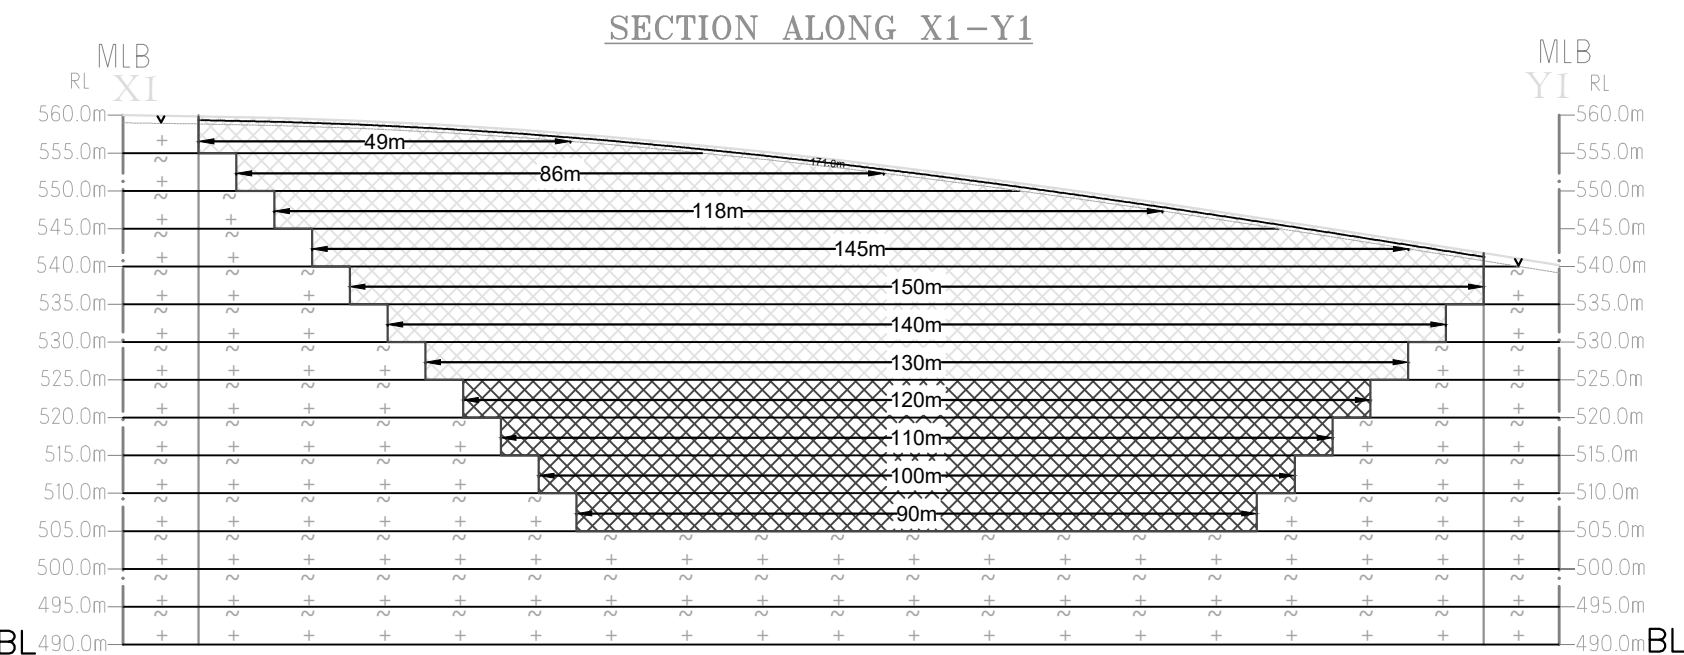 SECTION ALONG X1-Y1
MLB MLB
RL X1 Y1 RL
560.0m 560.0m
49m
555.0m 555.0m
171.8m
86m
550.0m 550.0m
118m
545.0m 545.0m
145m
540.0m 540.0m
150m
535.0m 535.0m
140m
530.0m 530.0m
130m
525.0m 525.0m
120m
520.0m 520.0m
110m
515.0m 515.0m
100m
510.0m 510.0m
90m
505.0m 505.0m
500.0m 500.0m
495.0m 495.0m
BL 490.0m 490.0m BL